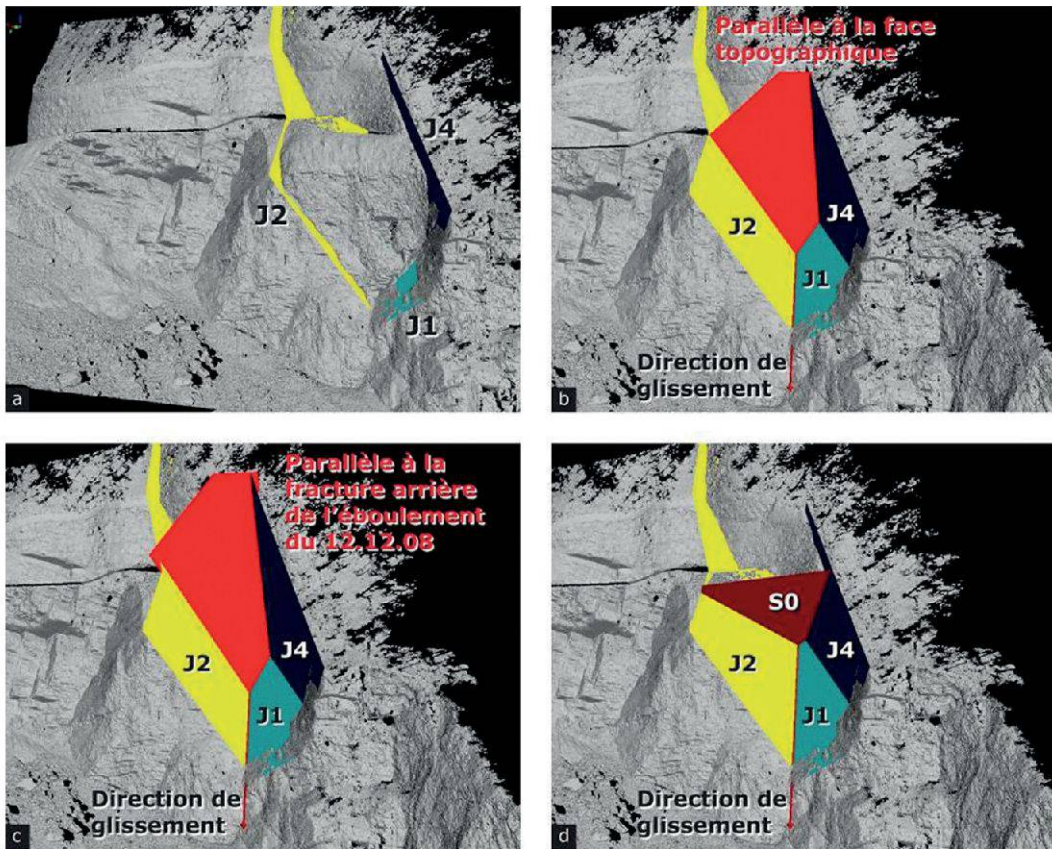 J4
J2
J1
a
Parallèle à la face
topographique
J2
J4
J1
Direction de
glissement
b
Parallèle à la
fracture arrière
de l'éboulement
du 12.12.08
J2
J4
J1
Direction de
glissement
c
S0
J2
J4
J1
Direction de
glissement
d